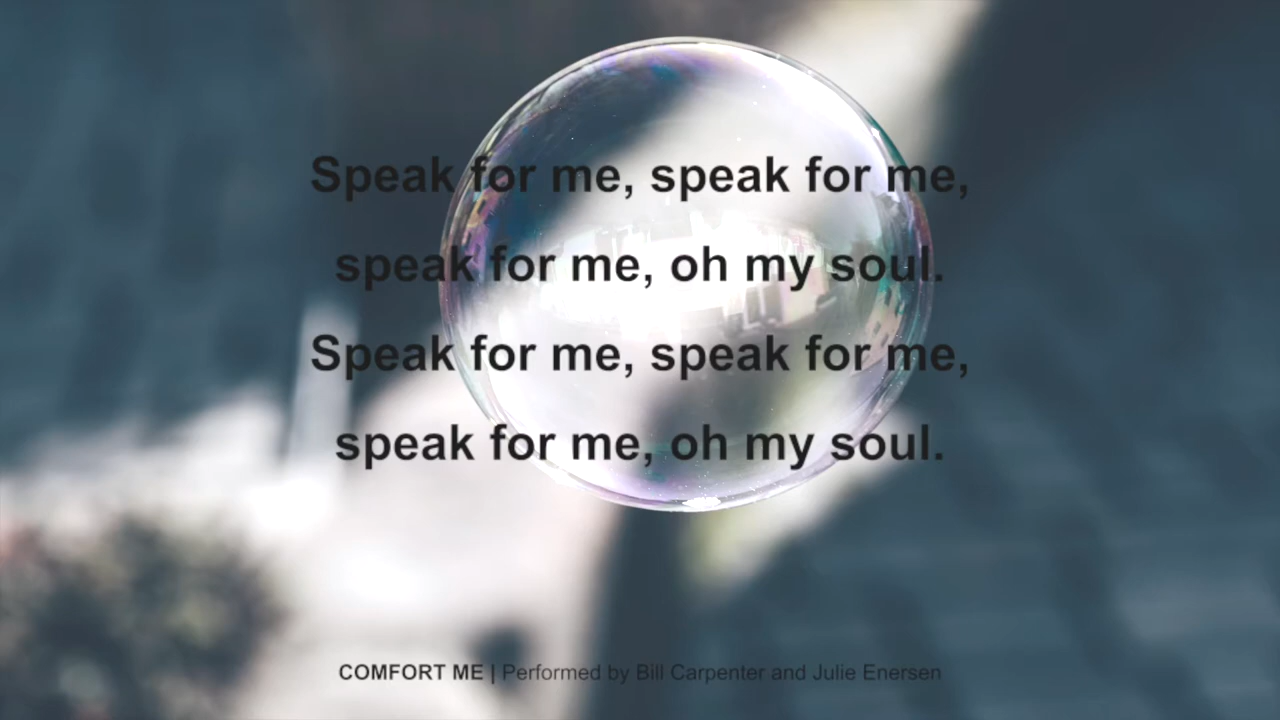 Speak for me, speak for me,
speak for me, oh my soul.
Speak for me, speak for me,
speak for me, oh my soul.
COMFORT ME | Performed by Bill Carpenter and Julie Enersen